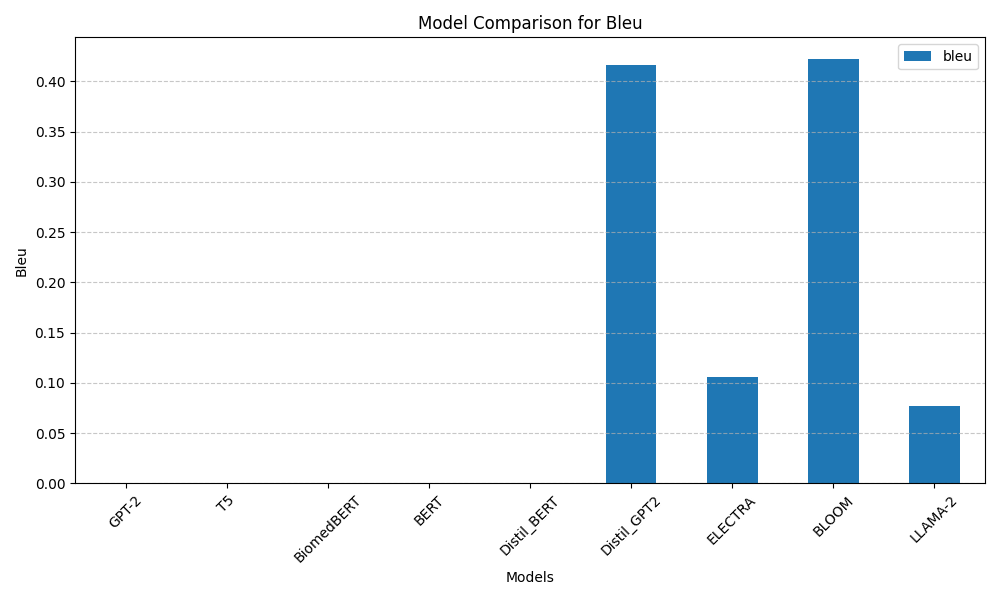 Model Comparison for Bleu
bleu
Bleu
0.40
0.35
0.30
0.25
0.20
0.15
0.10
0.05
0.00
GPT-2
T5
BiomedBERT
BERT
Distil_BERT
Distil_GPT2
ELECTRA
BLOOM
LLAMA-2
Models